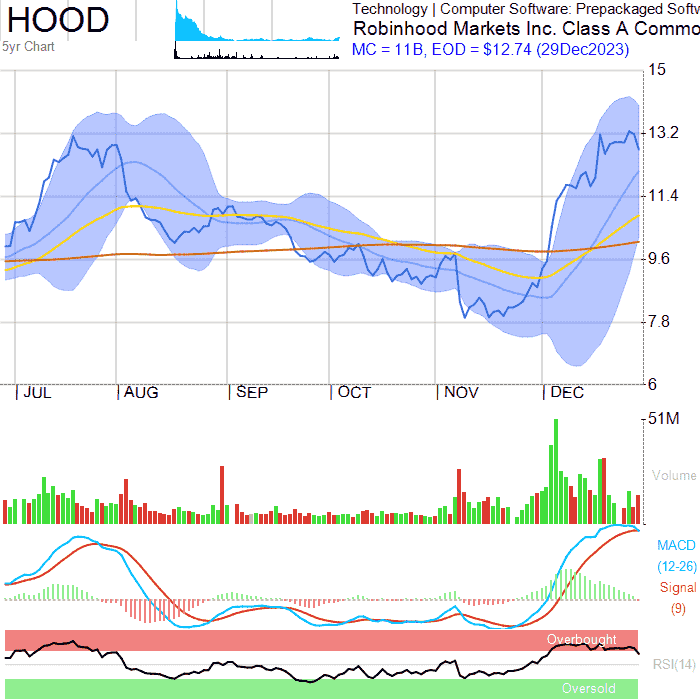 HOOD
5yr Chart
Technology | Computer Software: Prepackaged Softw
Robinhood Markets Inc. Class A Commo
MC = 11B, EOD = $12.74 (29Dec2023)
15
13.2
11.4
9.6
7.8
6
JUL
AUG
SEP
OCT
NOV
DEC
51M
Volume
MACD
(12-26)
Signal
(9)
Overbought
RSI(14)
Oversold